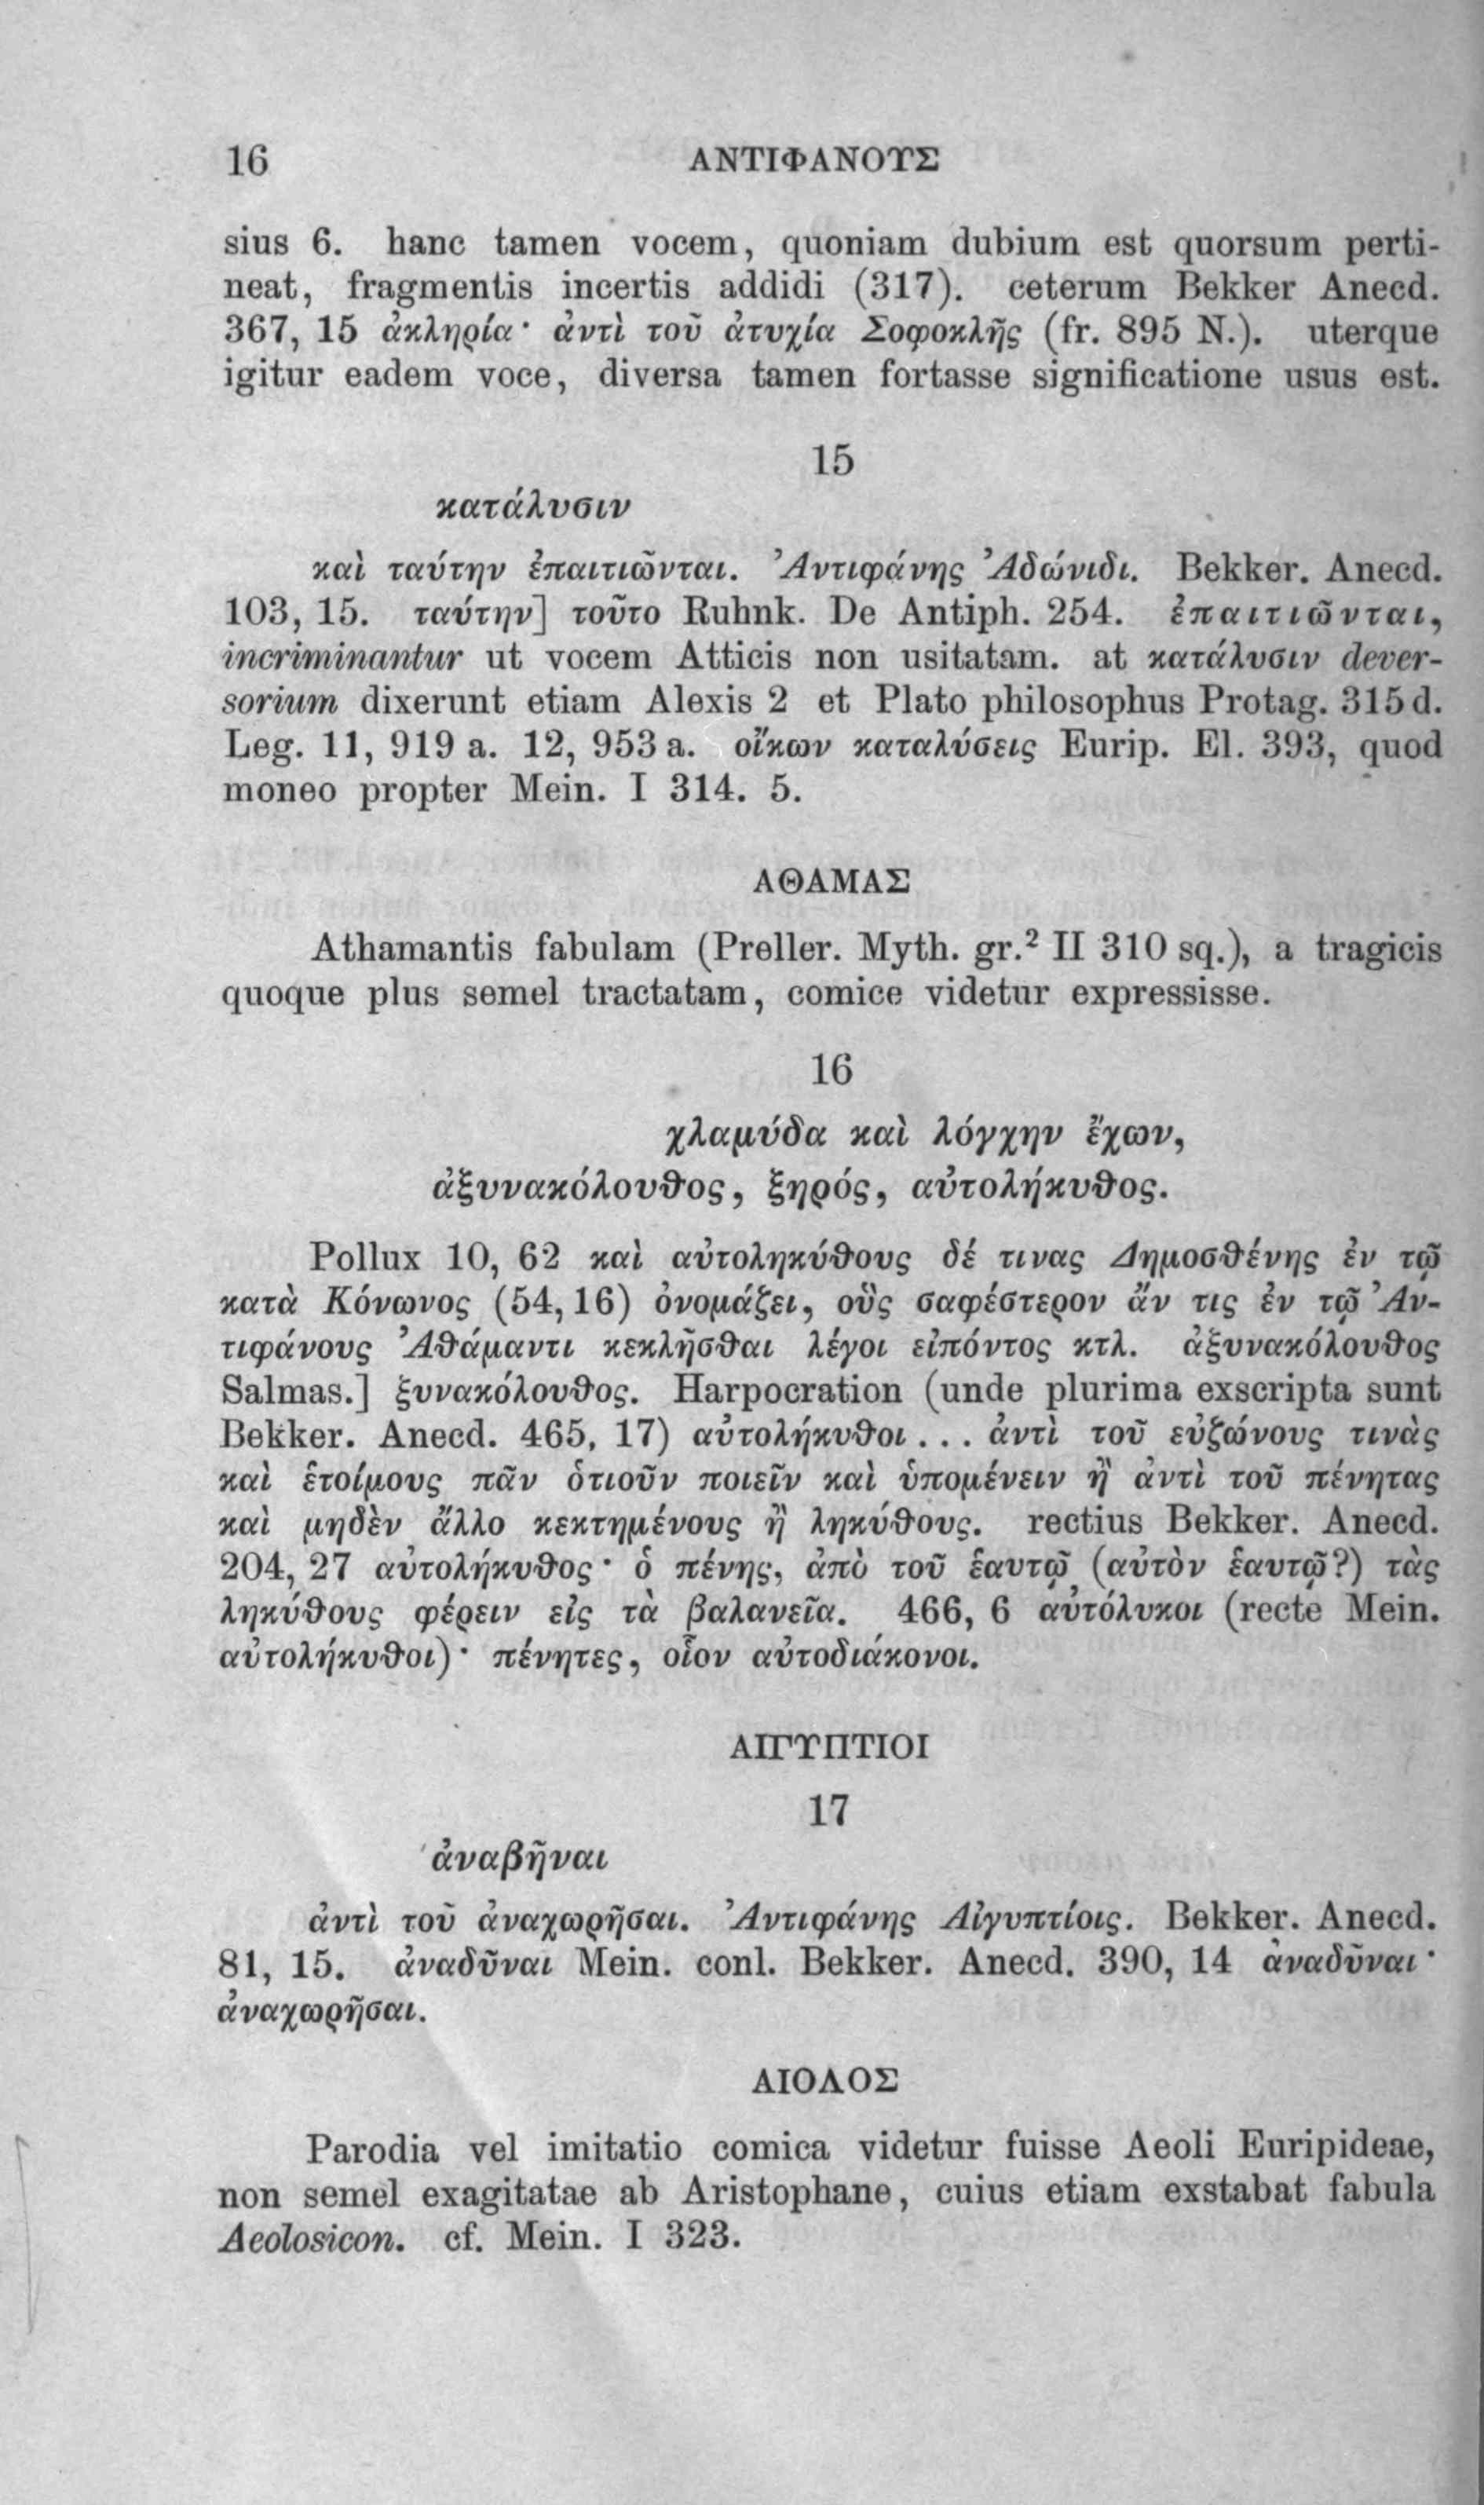 16 ΑΝΤΙΦΑΝΟΥΣ
sius 6. hanc tamen vocem, quoniam dubium est quorsum perti-
neat, fragmentis incertis addidi (317). ceterum Bekker Anecd.
367, 15 ἀκληρία· ἀντὶ τοῦ ἀτυχία Σοφοκλῆς (fr. 895 N.). uterque
igitur eadem voce, diversa tamen fortasse significatione usus est.
15
κατάλυσιν
καὶ ταύτην ἐπαιτιῶνται. Ἀντιφάνης Ἀδώνιδι. Bekker. Anecd.
103, 15. ταύτην] τοῦτο Ruhnk. De Antiph. 254. ἐπαιτιῶνται,
incriminantur ut vocem Atticis non usitatam. at κατάλυσιν dever-
sorium dixerunt etiam Alexis 2 et Plato philosophus Protag. 315 d.
Leg. 11, 919 a. 12, 953 a. οἴκων καταλύσεις Eurip. El. 393, quod
moneo propter Mein. I 314. 5.
ΑΘΑΜΑΣ
Athamantis fabulam (Preller. Myth. gr.² II 310 sq.), a tragicis
quoque plus semel tractatam, comice videtur expressisse.
16
χλαμύδα καὶ λόγχην ἔχων,
ἀξυνακόλουθος, ξηρός, αὐτολήκυθος.
Pollux 10, 62 καὶ αὐτοληκύθους δέ τινας Δημοσθένης ἐν τῷ
κατὰ Κόνωνος (54, 16) ὀνομάζει, οὓς σαφέστερον ἄν τις ἐν τῷ Ἀν-
τιφάνους Ἀθάμαντι κεκλῆσθαι λέγοι εἰπόντος κτλ. ἀξυνακόλουθος
Salmas.] ξυνακόλουθος. Harpocration (unde plurima exscripta sunt
Bekker. Anecd. 465, 17) αὐτολήκυθοι ... ἀντὶ τοῦ εὐζώνους τινὰς
καὶ ἑτοίμους πᾶν ὁτιοῦν ποιεῖν καὶ ὑπομένειν ἢ ἀντὶ τοῦ πένητας
καὶ μηδὲν ἄλλο κεκτημένους ἢ ληκύθους. rectius Bekker. Anecd.
204, 27 αὐτολήκυθος· ὁ πένης, ἀπὸ τοῦ ἑαυτῷ (αὐτὸν ἑαυτῷ?) τὰς
ληκύθους φέρειν εἰς τὰ βαλανεῖα. 466, 6 αὐτόλυκοι (recte Mein.
αὐτολήκυθοι)· πένητες, οἷον αὐτοδιάκονοι.
ΑΙΓΥΠΤΙΟΙ
17
ἀναβῆναι
ἀντὶ τοῦ ἀναχωρῆσαι. Ἀντιφάνης Αἰγυπτίοις. Bekker. Anecd.
81, 15. ἀναδῦναι Mein. conl. Bekker. Anecd. 390, 14 ἀναδῦναι·
ἀναχωρῆσαι.
ΑΙΟΛΟΣ
Parodia vel imitatio comica videtur fuisse Aeoli Euripideae,
non semel exagitatae ab Aristophane, cuius etiam exstabat fabula
Aeolosicon. cf. Mein. I 323.